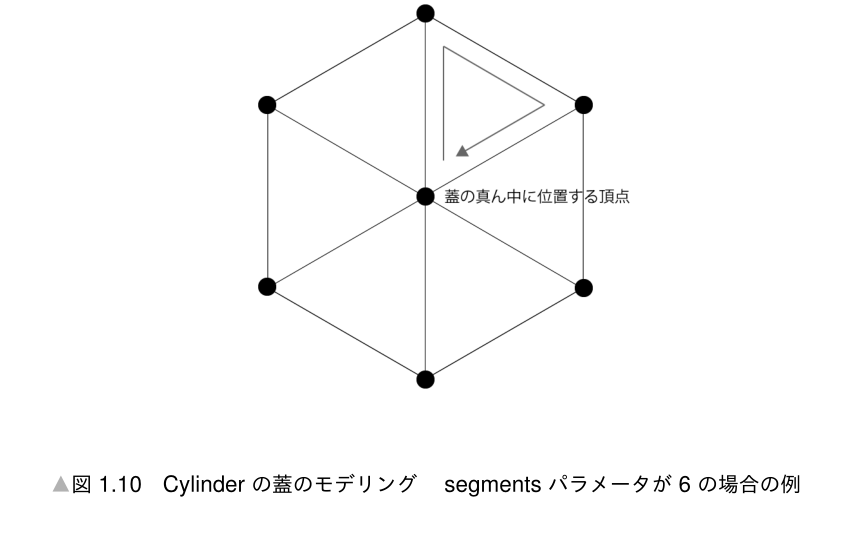 蓋の真ん中に位置する頂点
▲図 1.10　Cylinder の蓋のモデリング　segments パラメータが 6 の場合の例